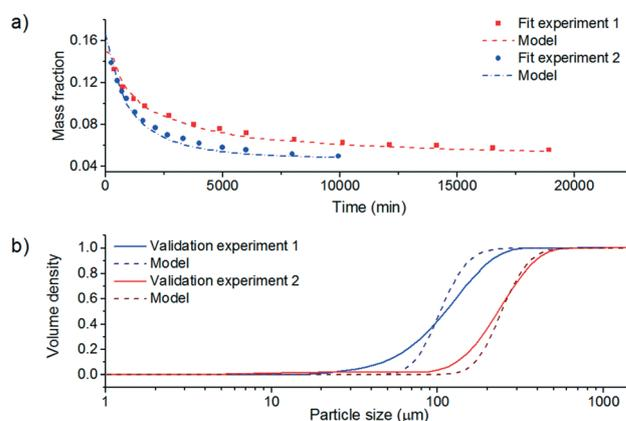 a)
Fit experiment 1
Model
Fit experiment 2
Model
Mass fraction
0.16
0.12
0.08
0.04
0 5000 10000 15000 20000
Time (min)
b)
Validation experiment 1
Model
Validation experiment 2
Model
Volume density
1.0
0.8
0.6
0.4
0.2
0.0
1 10 100 1000
Particle size (μm)